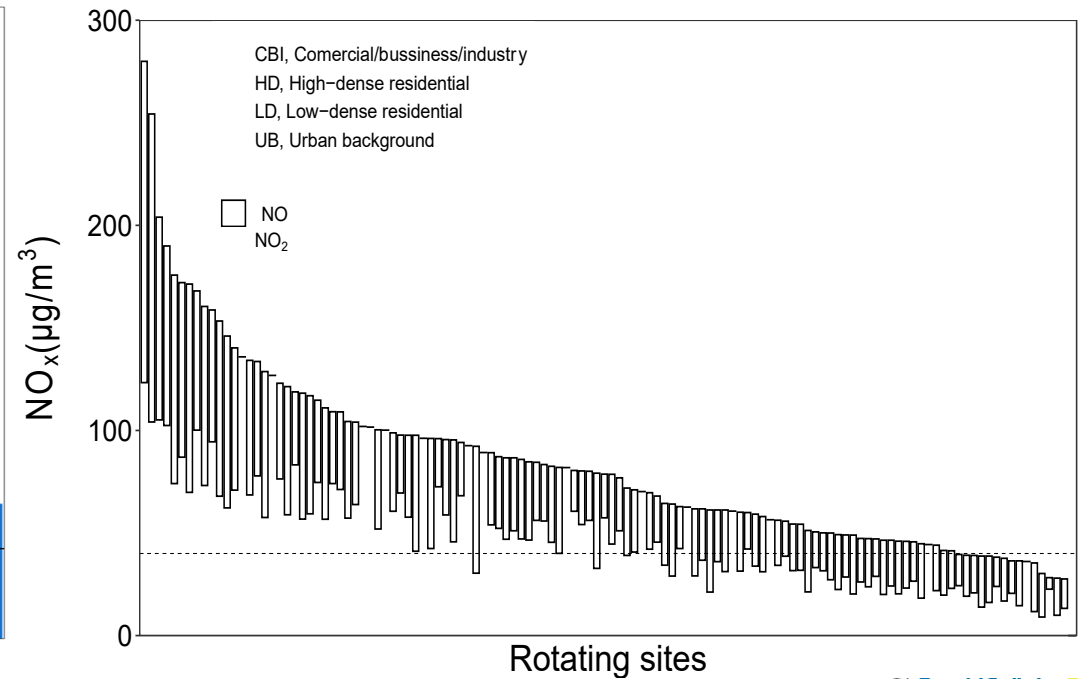 300
CBI, Comercial/bussiness/industry
HD, High−dense residential
LD, Low−dense residential
UB, Urban background
200
NO
NO₂
NOₓ(μg/m³)
100
0
Rotating sites